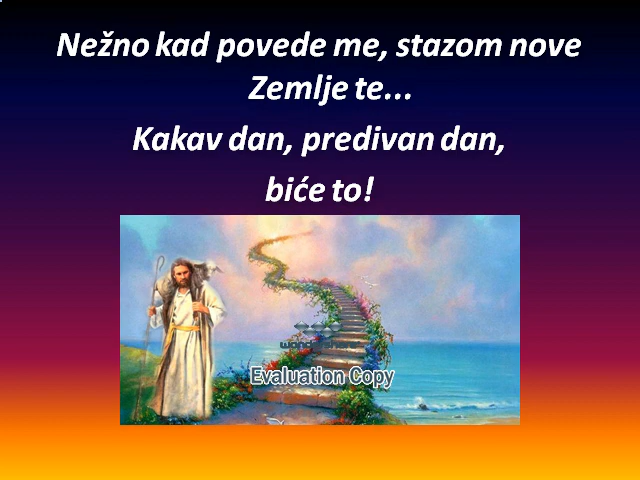 Nežno kad povede me, stazom nove
Zemlje te...
Kakav dan, predivan dan,
biće to!
Evaluation Copy